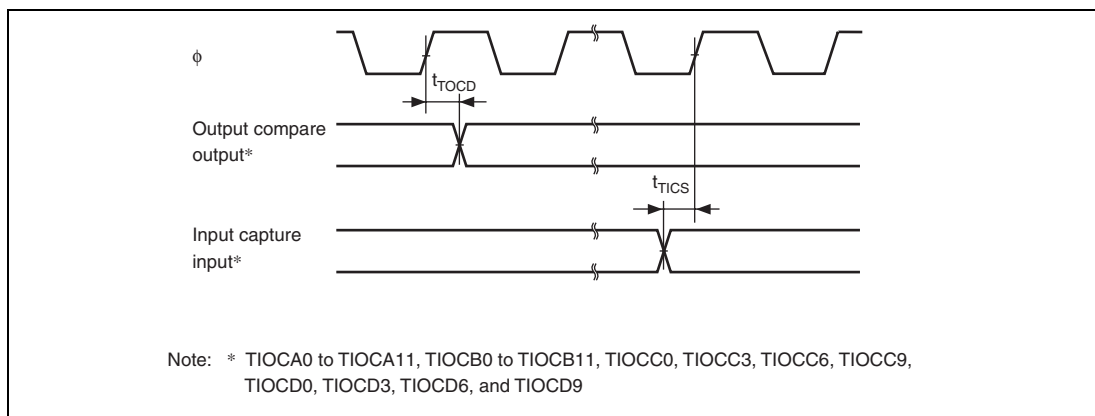 ϕ
tTOCD
Output compare
output*
tTICS
Input capture
input*
Note: * TIOCA0 to TIOCA11, TIOCB0 to TIOCB11, TIOCC0, TIOCC3, TIOCC6, TIOCC9,
TIOCD0, TIOCD3, TIOCD6, and TIOCD9